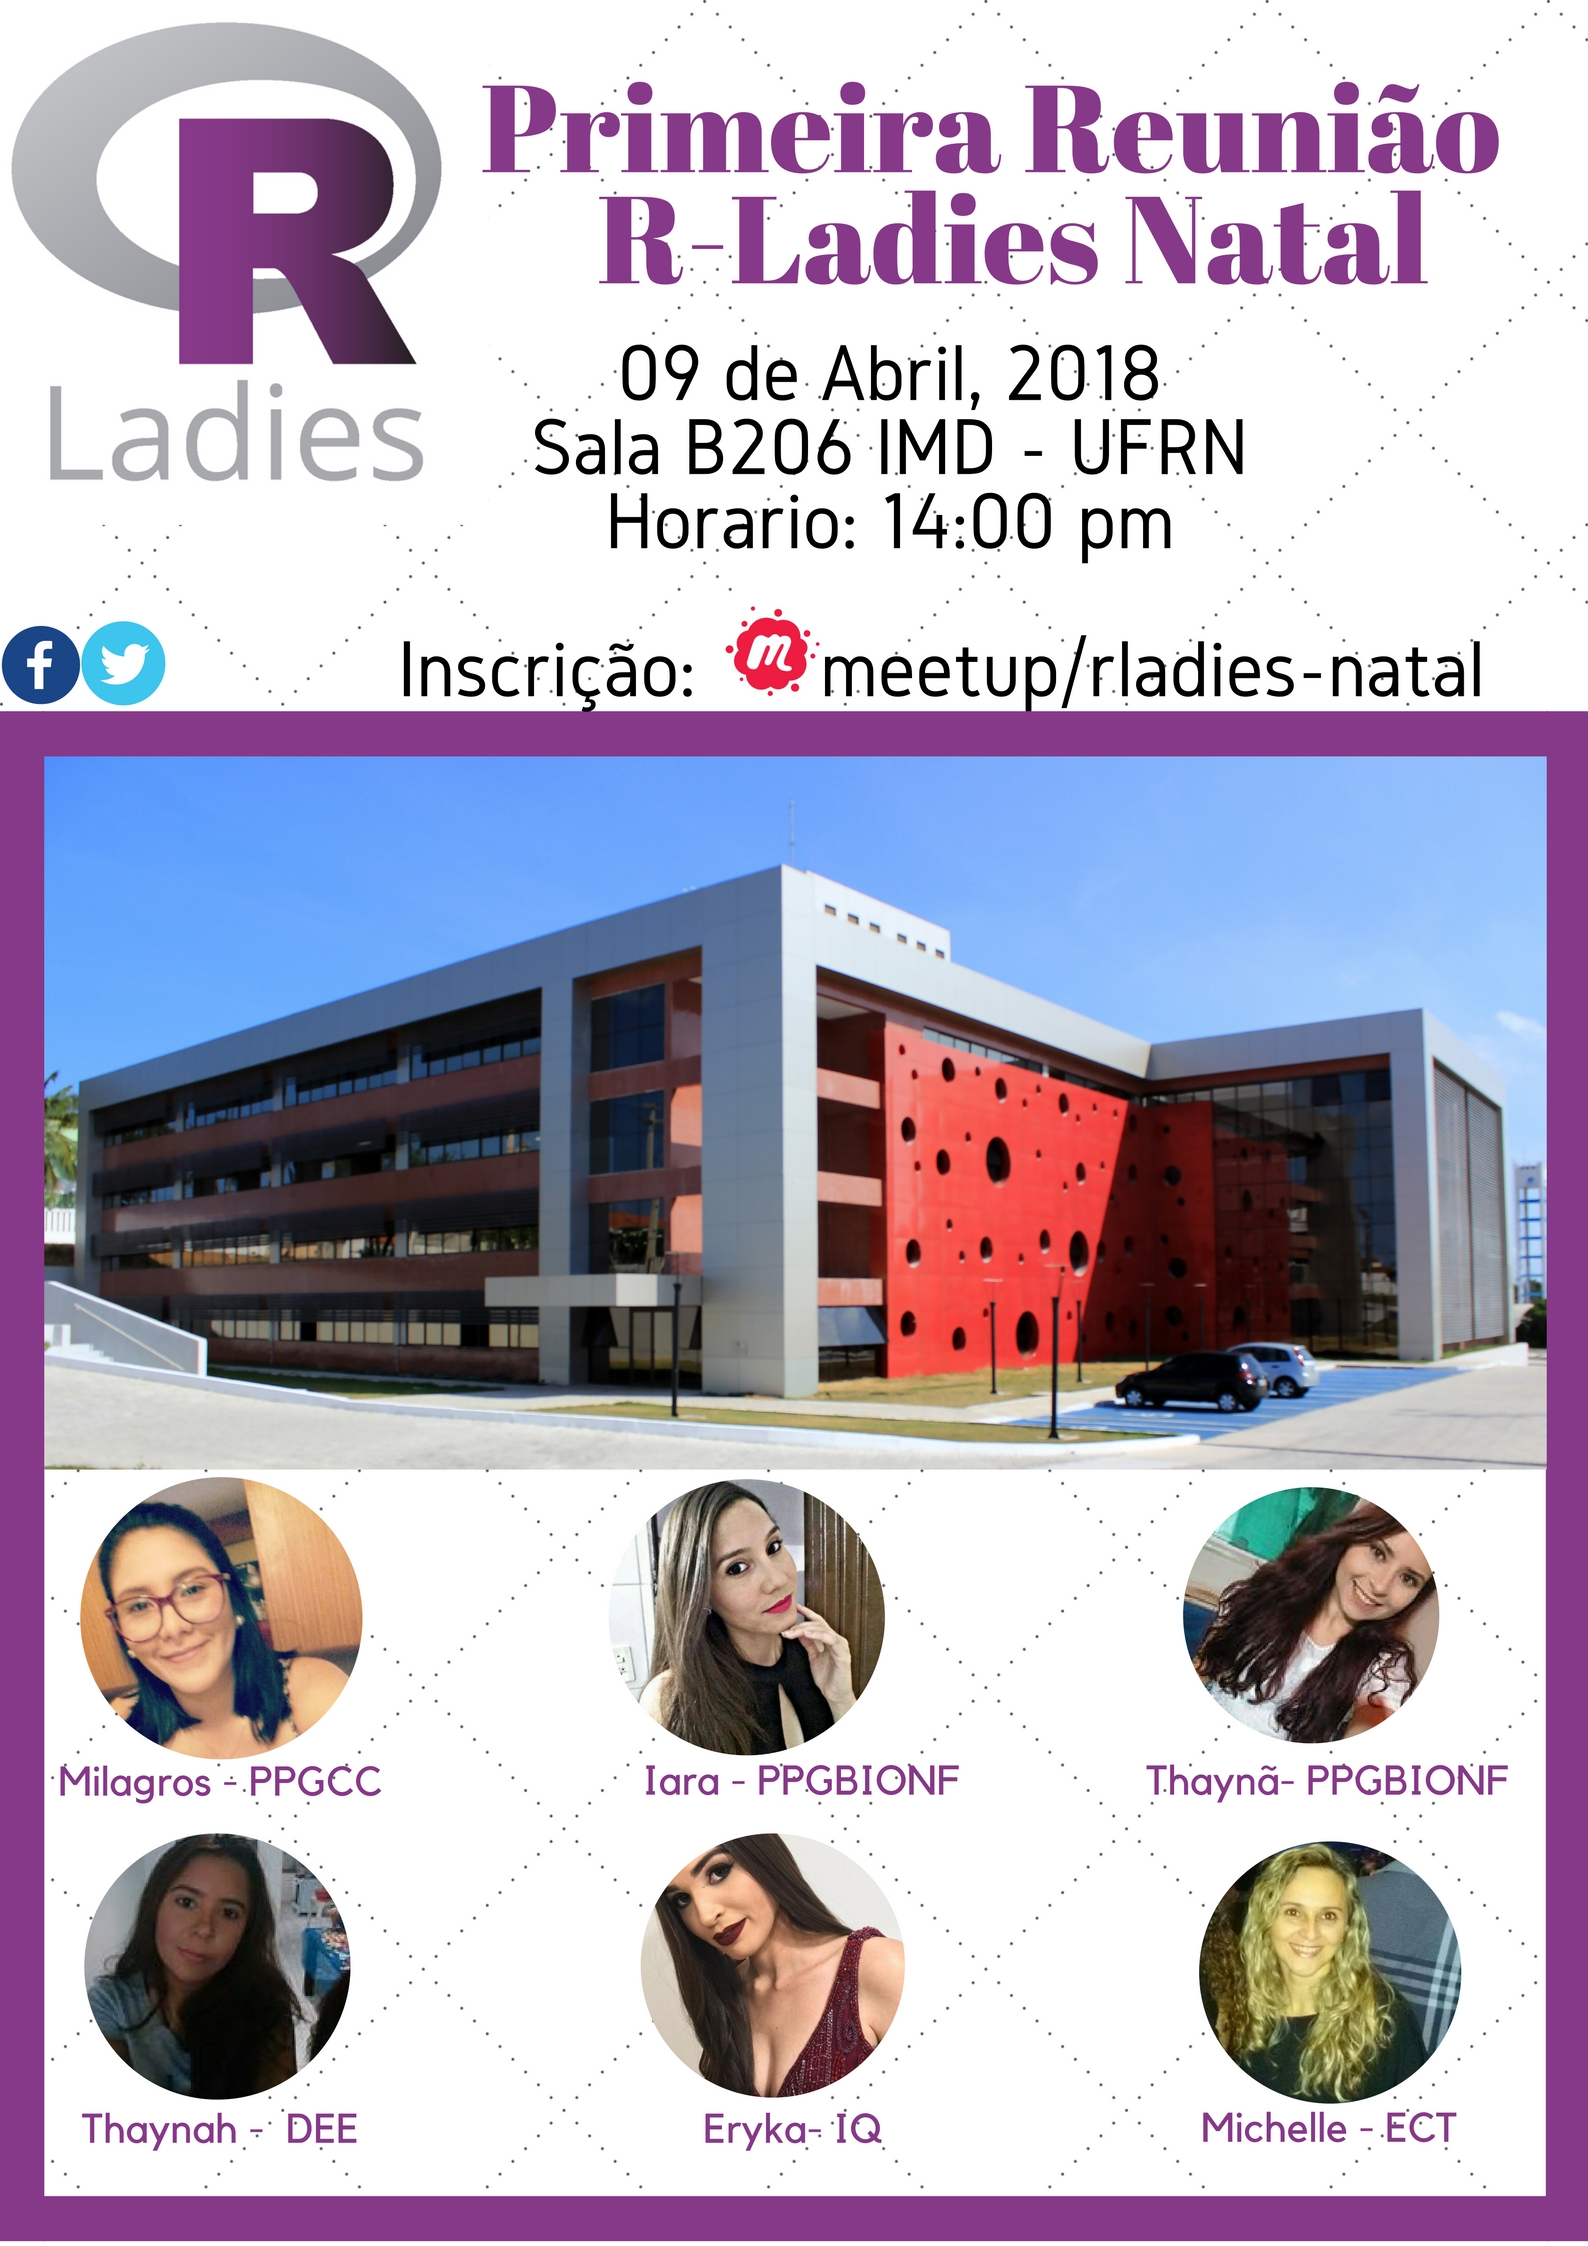 R
Ladies
Primeira Reunião
R-Ladies Natal
09 de Abril, 2018
Sala B206 IMD - UFRN
Horario: 14:00 pm
f
Inscrição: m meetup/rladies-natal
Milagros - PPGCC
Iara - PPGBIONF
Thaynã- PPGBIONF
Thaynah - DEE
Eryka- IQ
Michelle - ECT